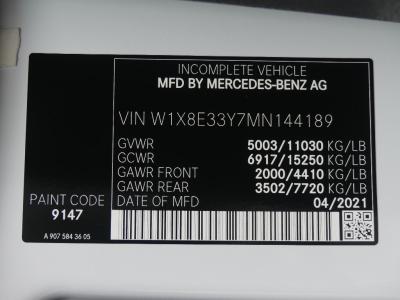 INCOMPLETE VEHICLE
MFD BY MERCEDES-BENZ AG
VIN W1X8E33Y7MN144189
GVWR 5003/11030 KG/LB
GCWR 6917/15250 KG/LB
GAWR FRONT 2000/4410 KG/LB
GAWR REAR 3502/7720 KG/LB
DATE OF MFD 04/2021
PAINT CODE
9147
A 907 584 36 05